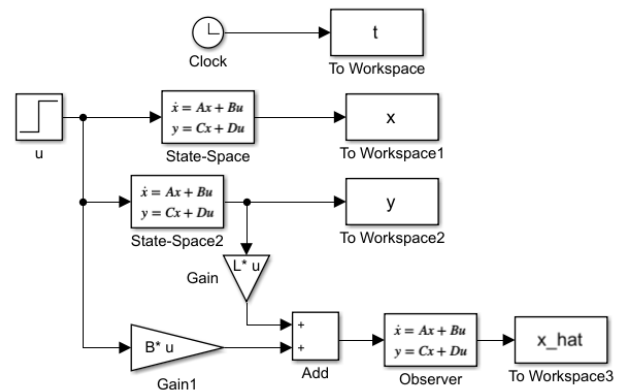 t
Clock
To Workspace
ẋ = Ax + Bu
y = Cx + Du
x
u
State-Space
To Workspace1
ẋ = Ax + Bu
y = Cx + Du
y
State-Space2
To Workspace2
L* u
Gain
+
+
B* u
ẋ = Ax + Bu
y = Cx + Du
x_hat
Gain1
Add
Observer
To Workspace3